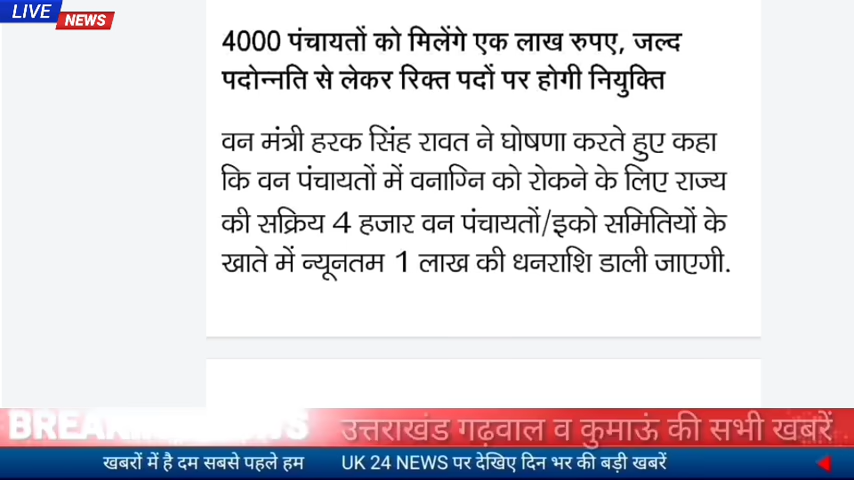 LIVE
NEWS
4000 पंचायतों को मिलेंगे एक लाख रुपए, जल्द
पदोन्नति से लेकर रिक्त पदों पर होगी नियुक्ति
वन मंत्री हरक सिंह रावत ने घोषणा करते हुए कहा
कि वन पंचायतों में वनाग्नि को रोकने के लिए राज्य
की सक्रिय 4 हजार वन पंचायतों/इको समितियों के
खाते में न्यूनतम 1 लाख की धनराशि डाली जाएगी.
BREAKING NEWS उत्तराखंड गढ़वाल व कुमाऊं की सभी खबरें
खबरों में है दम सबसे पहले हम UK 24 NEWS पर देखिए दिन भर की बड़ी खबरें